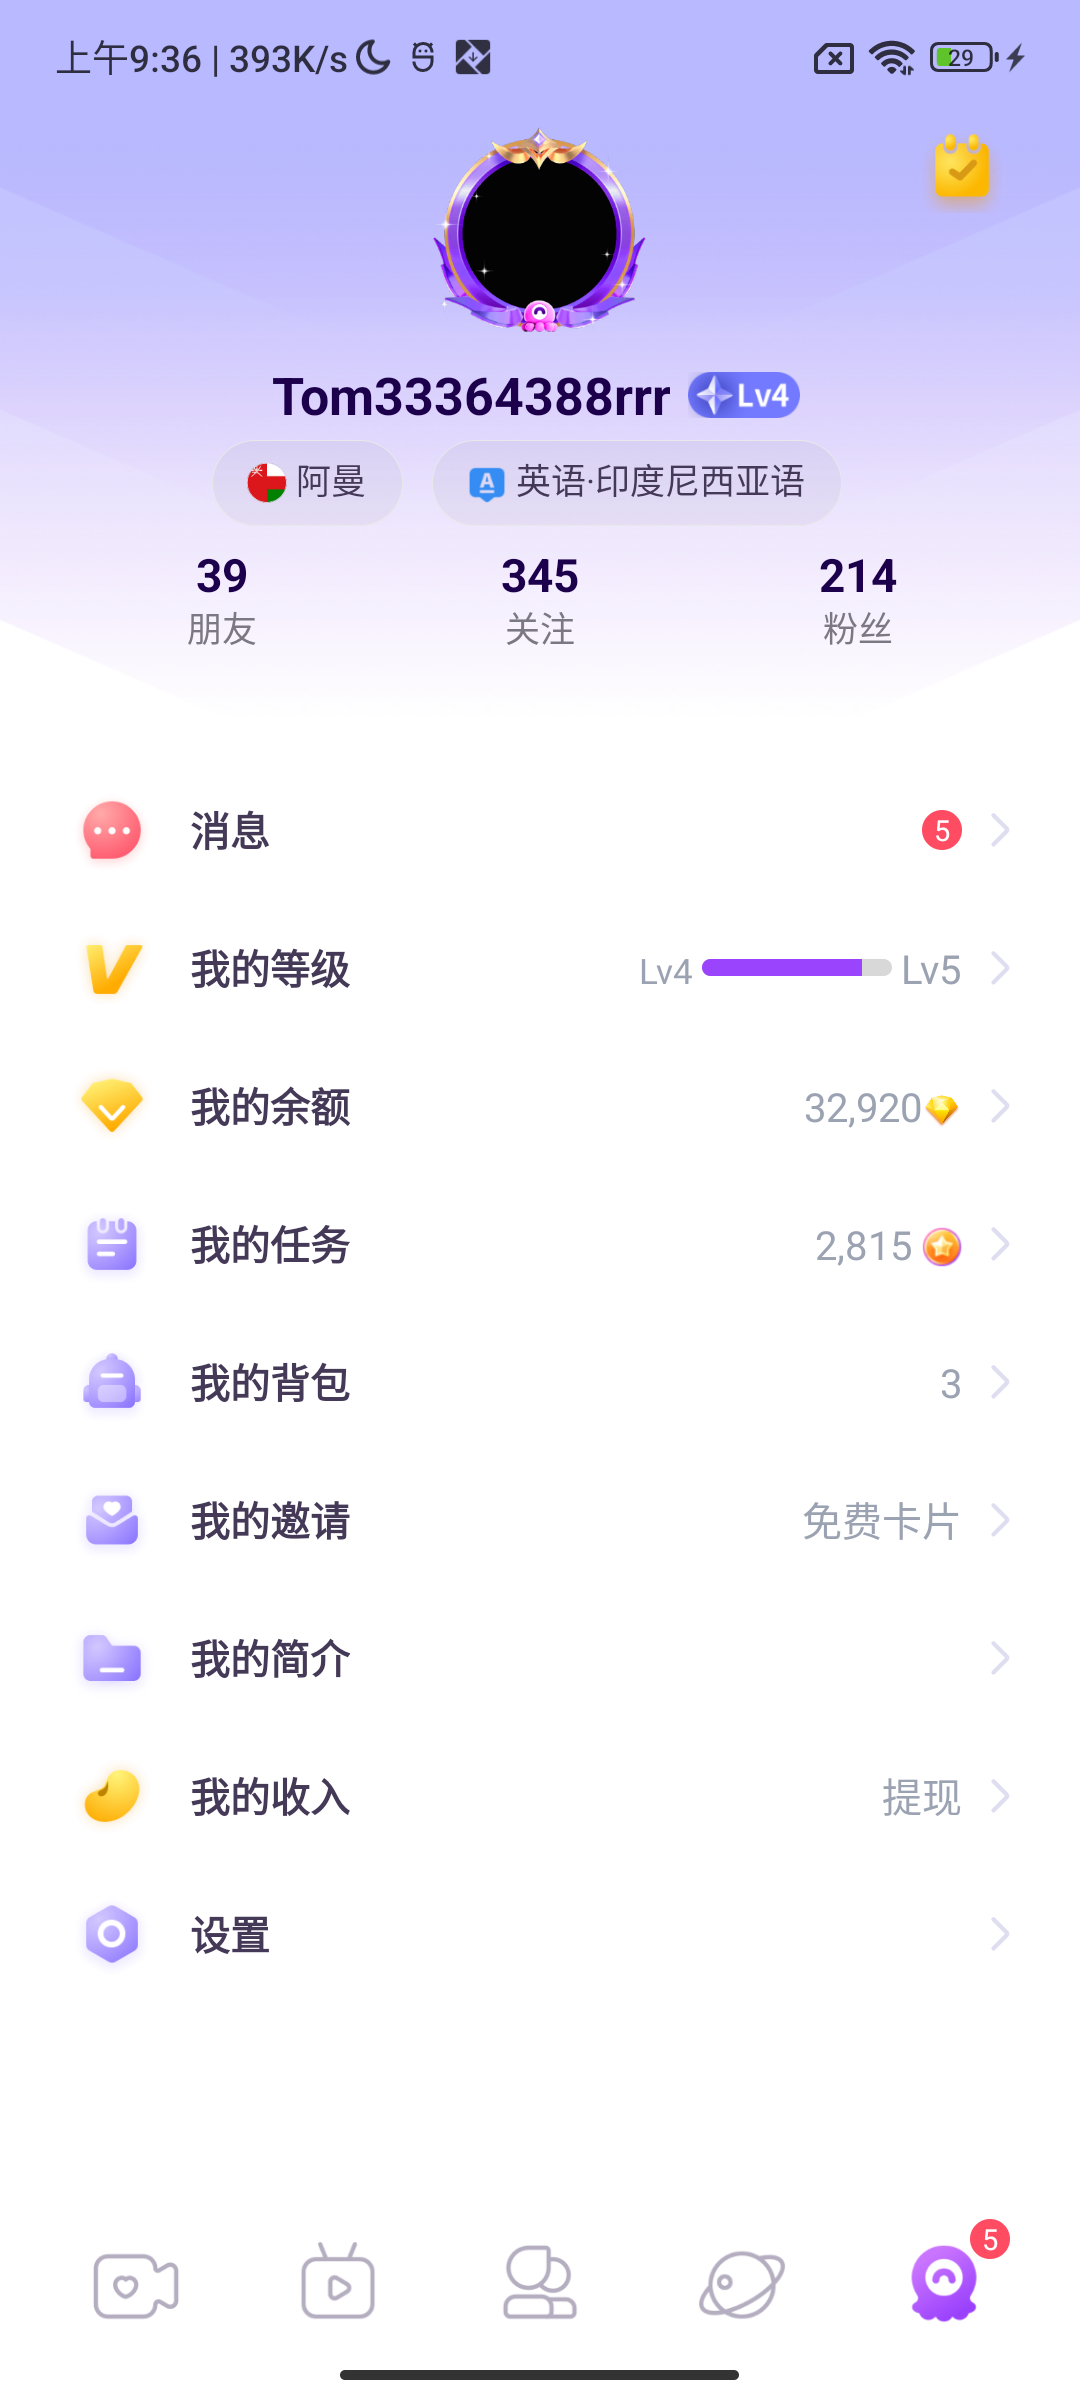 上午9:36 | 393K/s
29
Tom33364388rrr Lv4
阿曼 A 英语·印度尼西亚语
39 345 214
朋友 关注 粉丝
消息 5
我的等级 Lv4 Lv5
我的余额 32,920
我的任务 2,815
我的背包 3
我的邀请 免费卡片
我的简介
我的收入 提现
设置
5